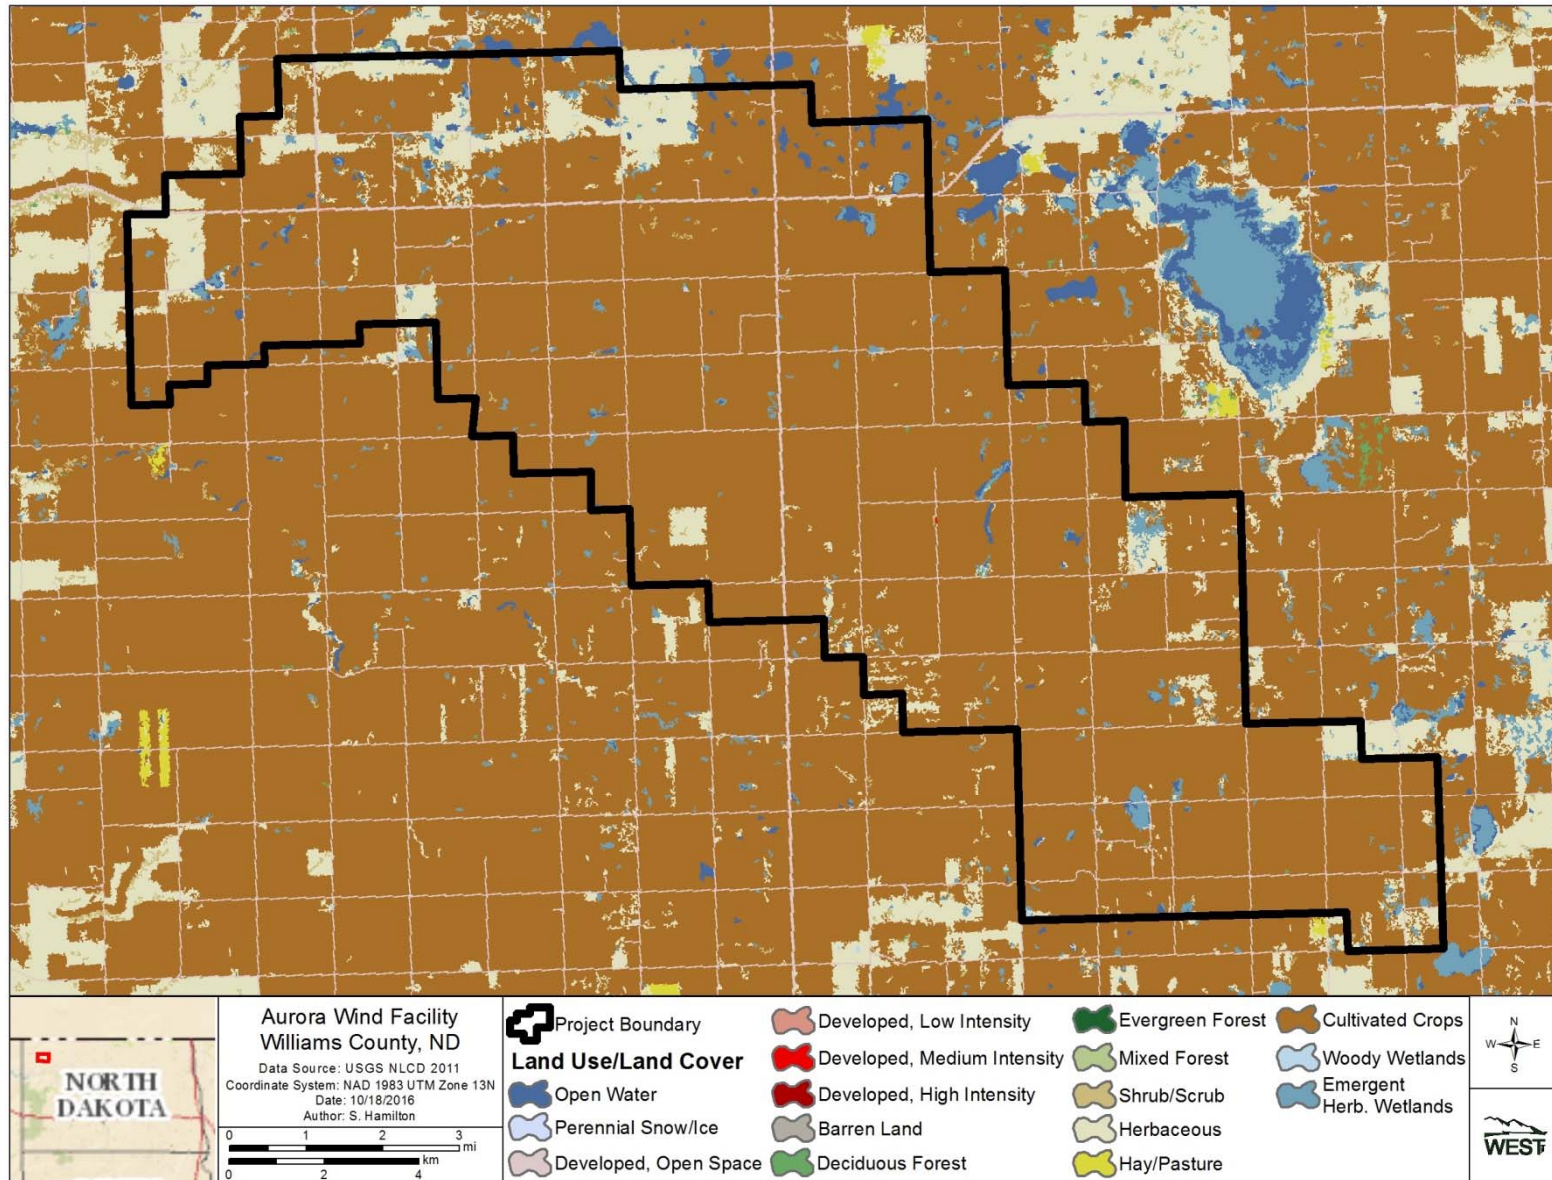 NORTH
DAKOTA
Aurora Wind Facility
Williams County, ND
Data Source: USGS NLCD 2011
Coordinate System: NAD 1983 UTM Zone 13N
Date: 10/18/2016
Author: S. Hamilton
0 1 2 3
mi
km
0 2 4
Project Boundary
Land Use/Land Cover
Open Water
Perennial Snow/Ice
Developed, Open Space
Developed, Low Intensity
Developed, Medium Intensity
Developed, High Intensity
Barren Land
Deciduous Forest
Evergreen Forest
Mixed Forest
Shrub/Scrub
Herbaceous
Hay/Pasture
Cultivated Crops
Woody Wetlands
Emergent
Herb. Wetlands
N
W E
S
WEST